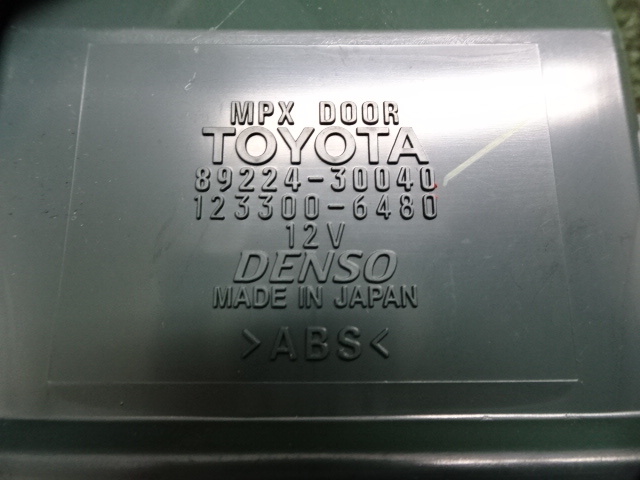 MPX DOOR
TOYOTA
89224-30040
123300-6480
12V
DENSO
MADE IN JAPAN
>ABS<